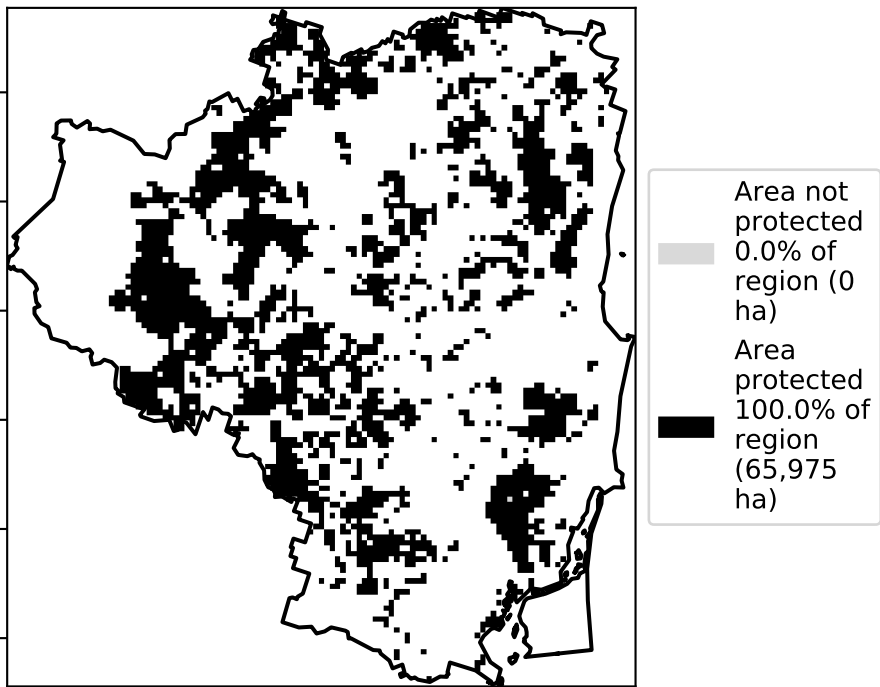 Area not
protected
0.0% of
region (0
ha)
Area
protected
100.0% of
region
(65,975
ha)